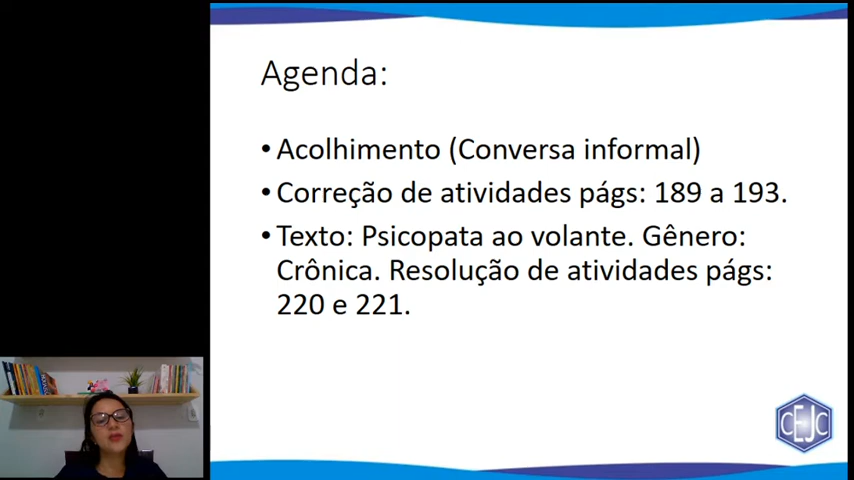 Agenda:
• Acolhimento (Conversa informal)
• Correção de atividades págs: 189 a 193.
• Texto: Psicopata ao volante. Gênero:
Crônica. Resolução de atividades págs:
220 e 221.
CEJC